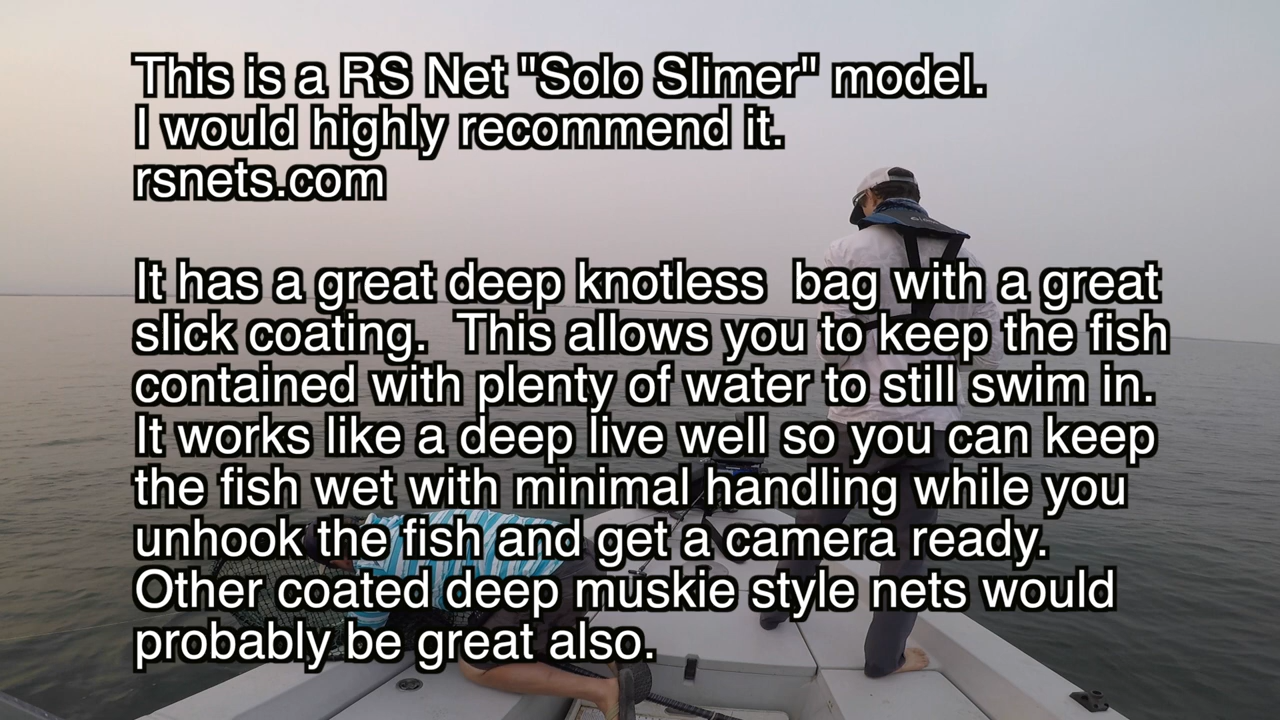 This is a RS Net "Solo Slimer" model.
I would highly recommend it.
rsnets.com
It has a great deep knotless  bag with a great
slick coating.  This allows you to keep the fish
contained with plenty of water to still swim in.
It works like a deep live well so you can keep
the fish wet with minimal handling while you
unhook the fish and get a camera ready.
Other coated deep muskie style nets would
probably be great also.